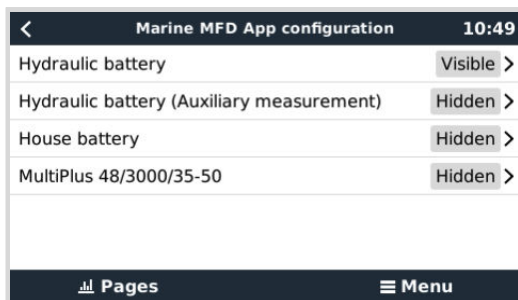 Marine MFD App configuration 10:49
Hydraulic battery Visible
Hydraulic battery (Auxiliary measurement) Hidden
House battery Hidden
MultiPlus 48/3000/35-50 Hidden
Pages Menu